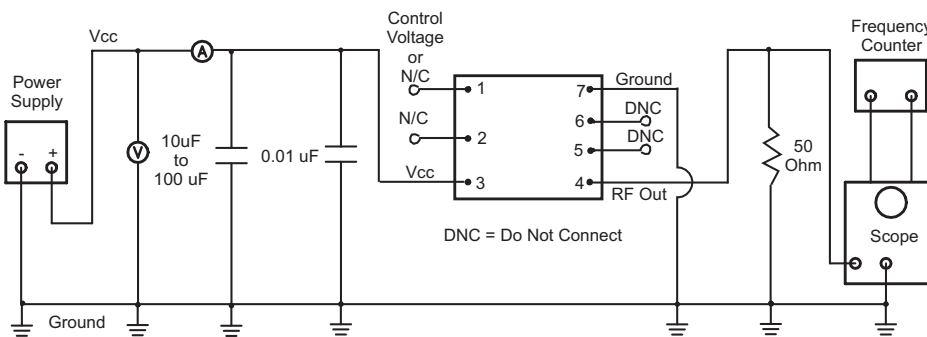 Control
Voltage
or
N/C
Vcc
A
Power
Supply
-
+
V
10uF
to
100 uF
0.01 uF
N/C
Vcc
1
2
3
7
6
5
4
Ground
DNC
DNC
RF Out
DNC = Do Not Connect
50
Ohm
Frequency
Counter
Scope
Ground